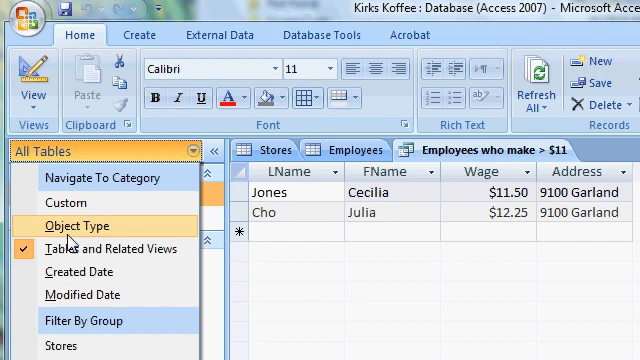 Kirks Koffee : Database (Access 2007) - Microsoft Acce
Home Create External Data Database Tools Acrobat
View
Views
Paste
Clipboard
Calibri 11
B I U
Font
Rich Text
Refresh All
New
Save
Delete
Records
All Tables
Navigate To Category
Custom
Object Type
Tables and Related Views
Created Date
Modified Date
Filter By Group
Stores
Stores Employees Employees who make > $11
LName FName Wage Address
Jones Cecilia $11.50 9100 Garland
Cho Julia $12.25 9100 Garland